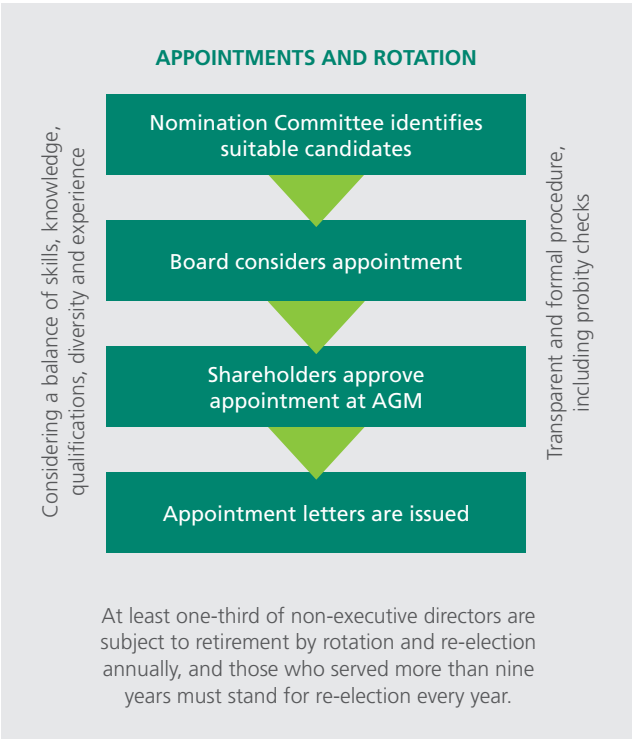 APPOINTMENTS AND ROTATION
Considering a balance of skills, knowledge,
qualifications, diversity and experience
Nomination Committee identifies
suitable candidates
Board considers appointment
Shareholders approve
appointment at AGM
Appointment letters are issued
Transparent and formal procedure,
including probity checks
At least one-third of non-executive directors are
subject to retirement by rotation and re-election
annually, and those who served more than nine
years must stand for re-election every year.